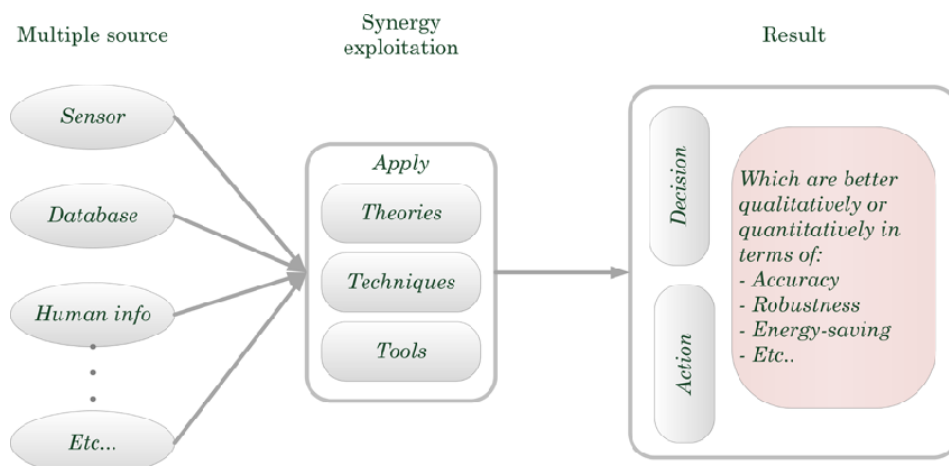 Multiple source
Synergy
exploitation
Result
Sensor
Database
Human info
Etc...
Apply
Theories
Techniques
Tools
Decision
Action
Which are better
qualitatively or
quantitatively in
terms of:
- Accuracy
- Robustness
- Energy-saving
- Etc..